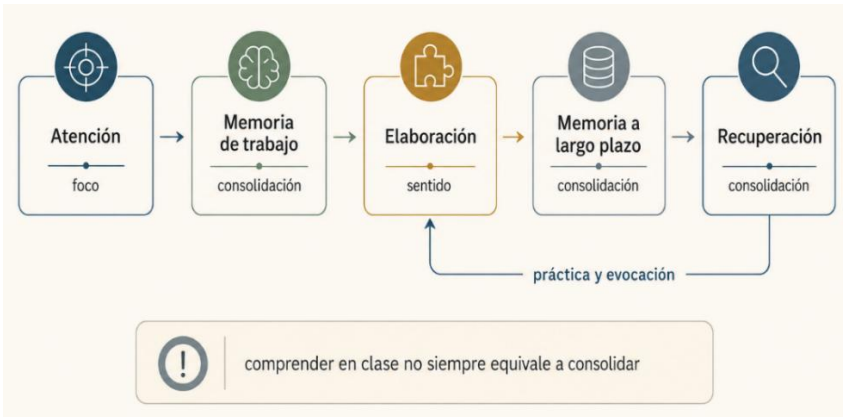 Atención
foco
Memoria
de trabajo
consolidación
Elaboración
sentido
Memoria a
largo plazo
consolidación
Recuperación
consolidación
práctica y evocación
comprender en clase no siempre equivale a consolidar